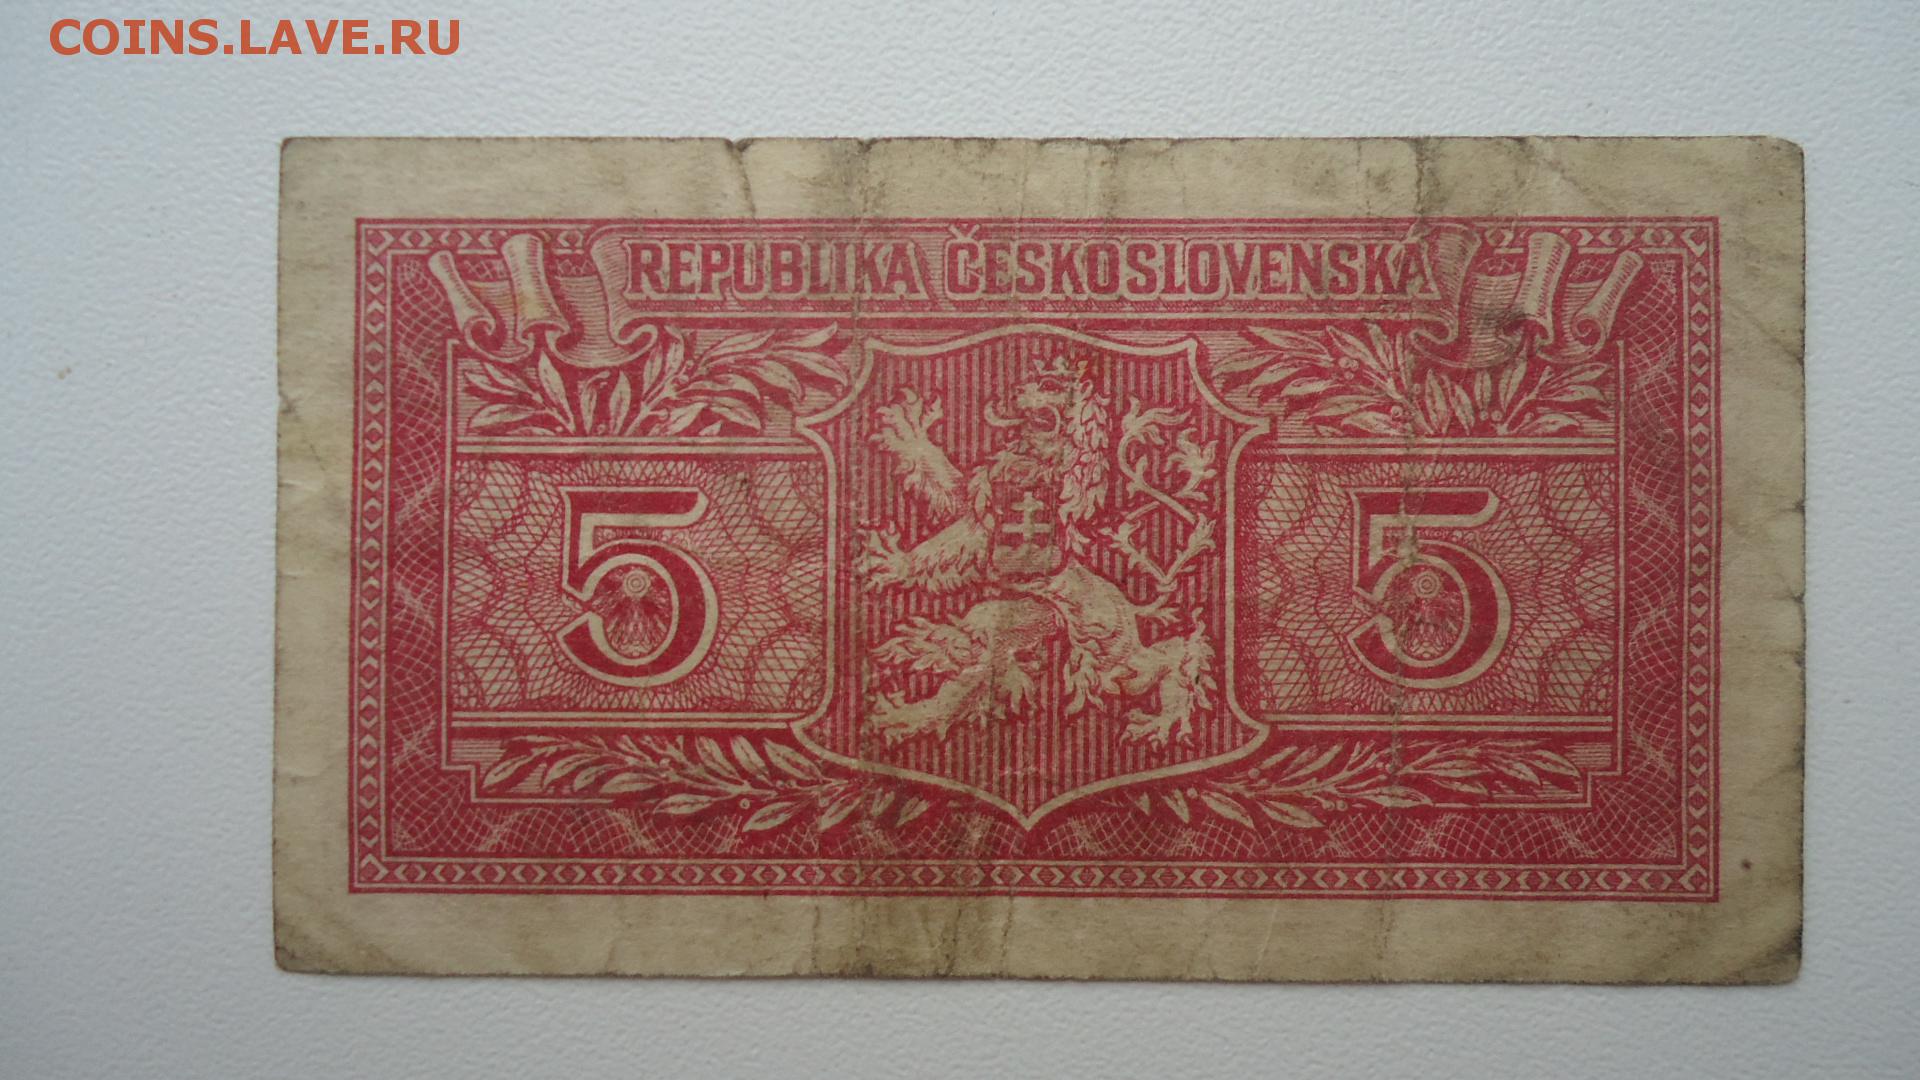 COINS.LAVE.RU
REPUBLIKA ČESKOSLOVENSKÁ
5 5